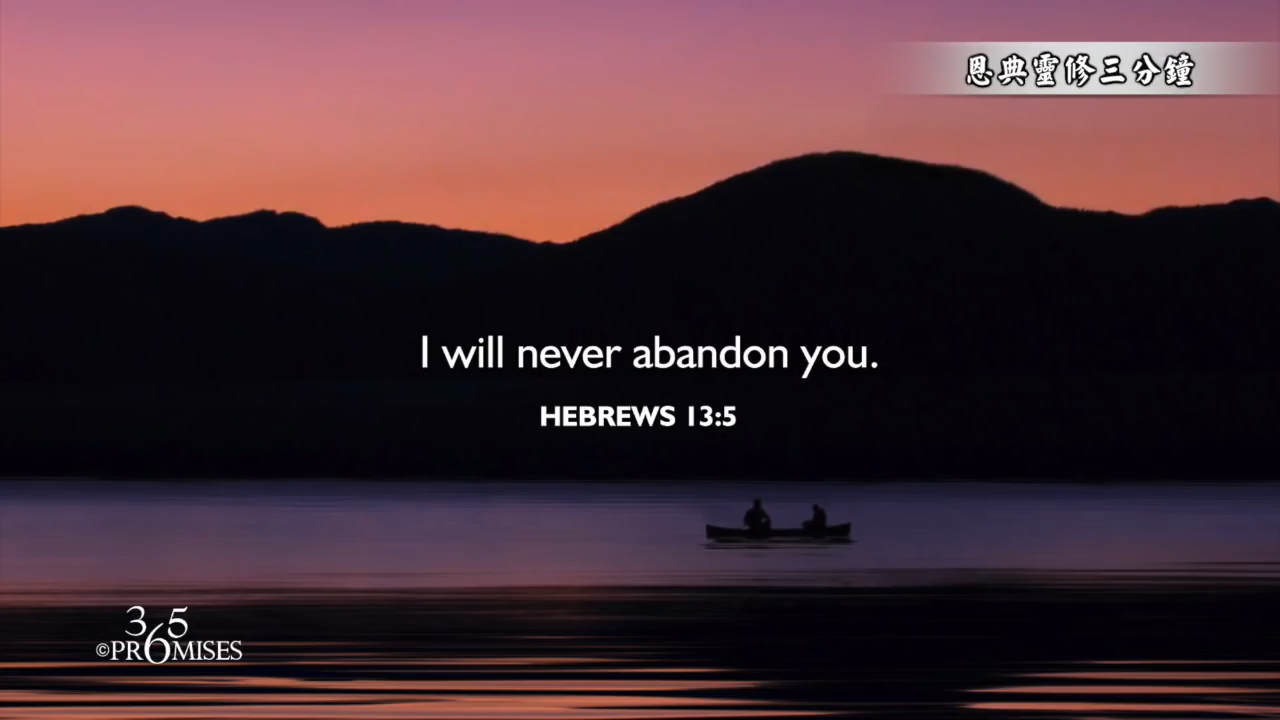 恩典靈修三分鐘
I will never abandon you.
HEBREWS 13:5
365
©PROMISES